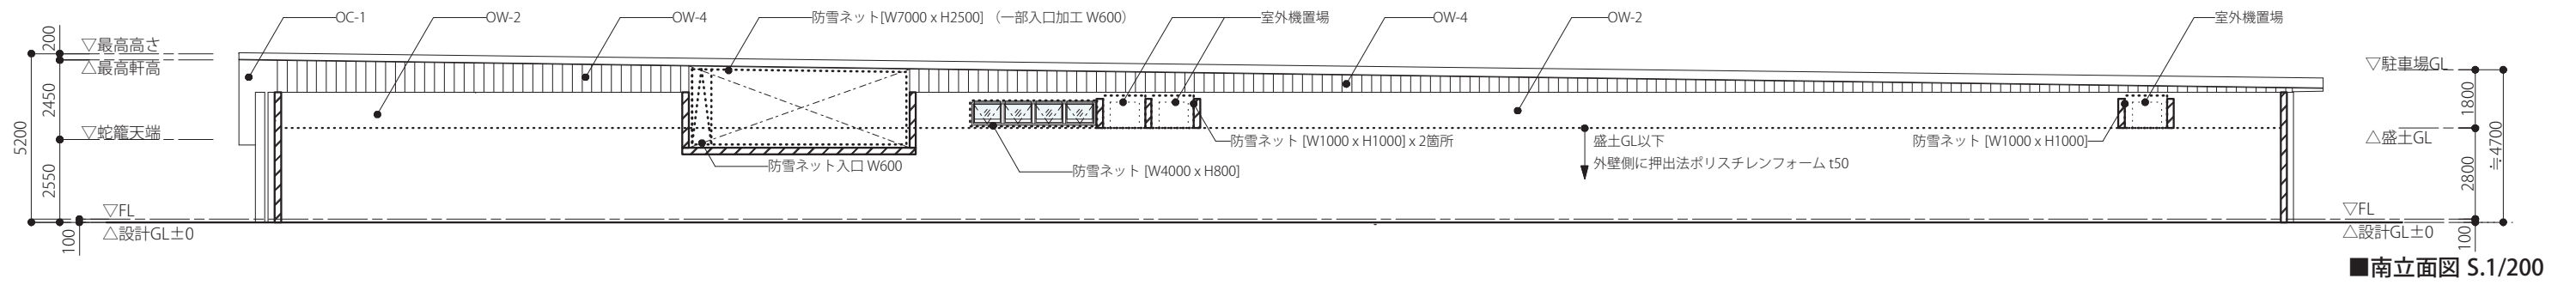 OC-1
OW-2
OW-4
防雪ネット[W7000 x H2500] （一部入口加工 W600）
室外機置場
OW-4
OW-2
室外機置場
200
▽最高高さ
△最高軒高
▽駐車場GL
2450
5200
▽蛇籠天端
2550
▽FL
△設計GL±0
100
防雪ネット入口 W600
防雪ネット [W4000 x H800]
防雪ネット [W1000 x H1000] x 2箇所
盛土GL以下
外壁側に押出法ポリスチレンフォーム t50
防雪ネット [W1000 x H1000]
1800
△盛土GL
≒4700
2800
▽FL
△設計GL±0
100
■南立面図 S.1/200